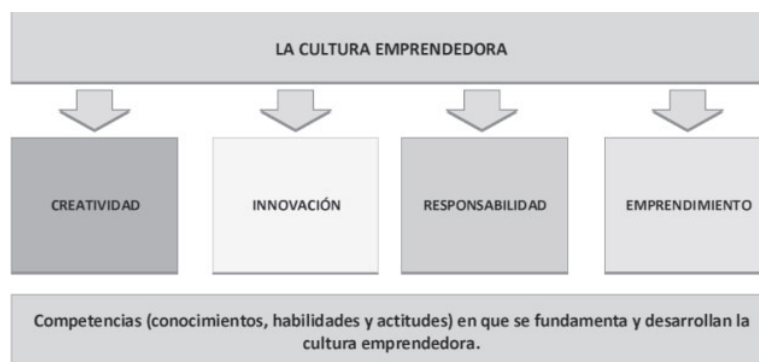 LA CULTURA EMPRENDEDORA
CREATIVIDAD
INNOVACIÓN
RESPONSABILIDAD
EMPRENDIMIENTO
Competencias (conocimientos, habilidades y actitudes) en que se fundamenta y desarrollan la
cultura emprendedora.